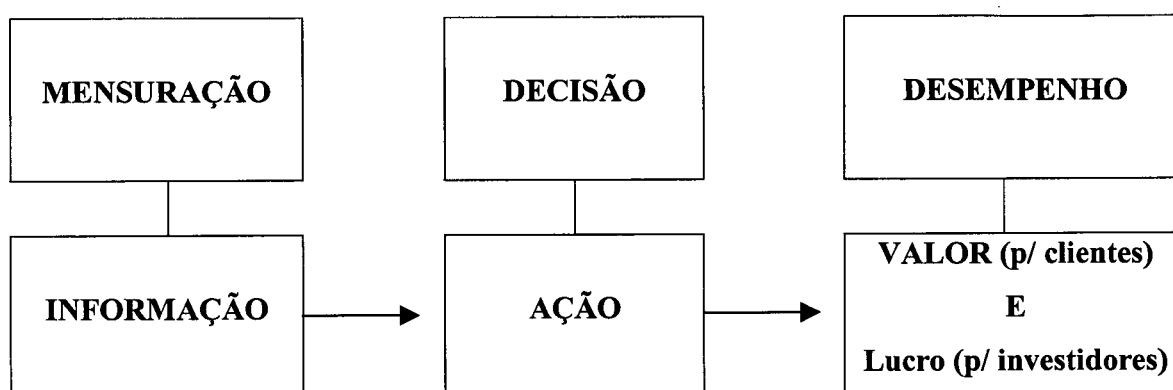 MENSURAÇÃO
DECISÃO
DESEMPENHO
INFORMAÇÃO
AÇÃO
VALOR (p/ clientes)
E
Lucro (p/ investidores)